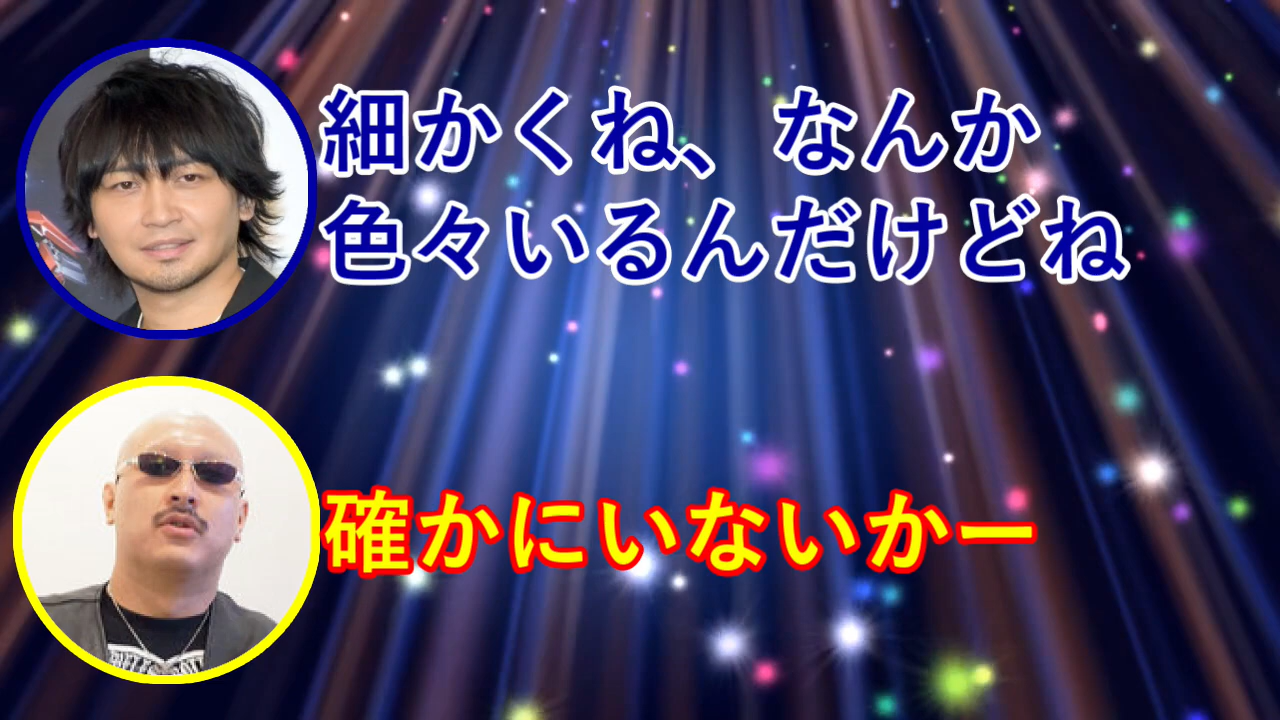 細かくね、なんか
色々いるんだけどね
確かにいないかー